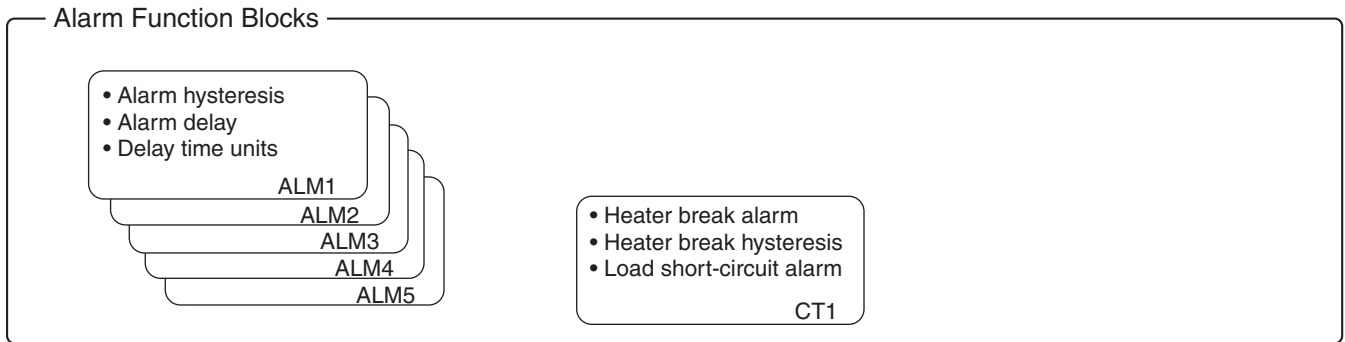 Alarm Function Blocks
• Alarm hysteresis
• Alarm delay
• Delay time units
ALM1
ALM2
ALM3
ALM4
ALM5
• Heater break alarm
• Heater break hysteresis
• Load short-circuit alarm
CT1